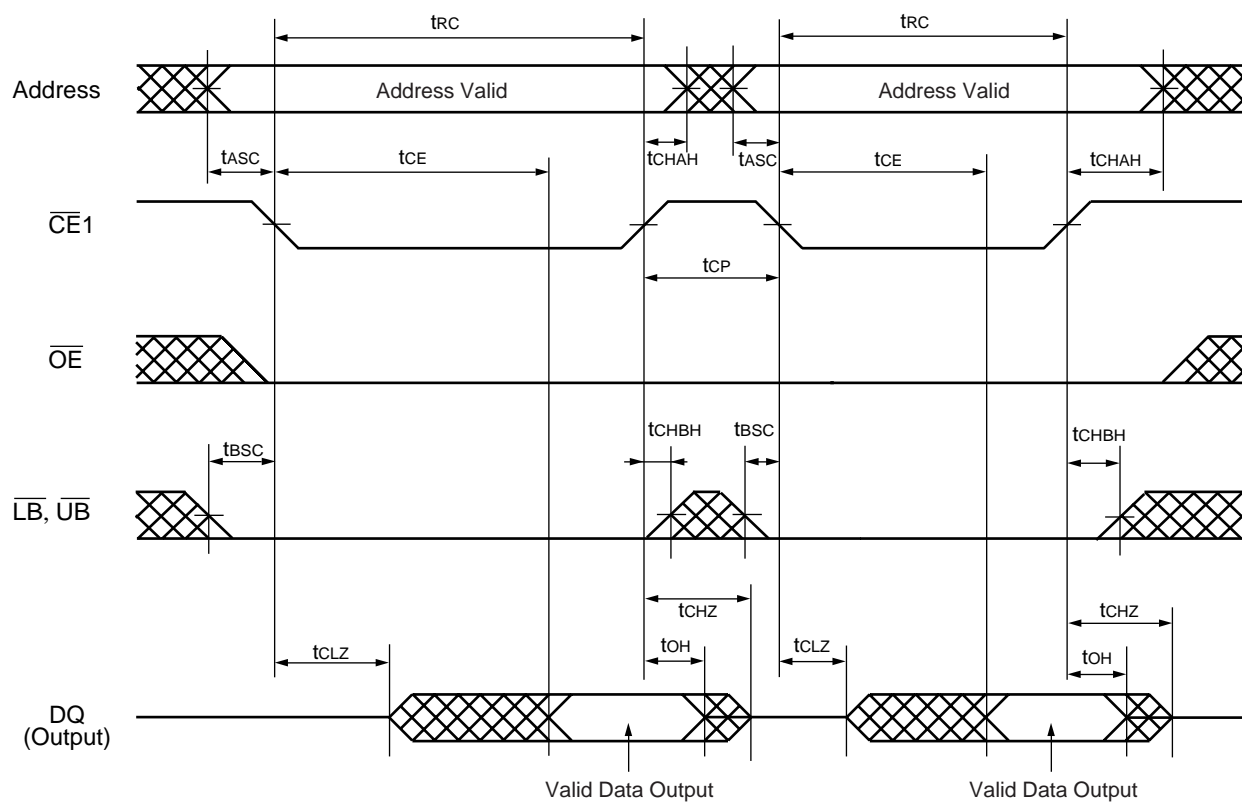 tRC tRC
Address Address Valid Address Valid
tASC tCE tCHAH tASC tCE tCHAH
CE1
tCP
OE
tBSC tCHBH tBSC tCHBH
LB, UB
tCHZ tCHZ
tCLZ tOH tCLZ tOH
DQ
(Output)
Valid Data Output Valid Data Output